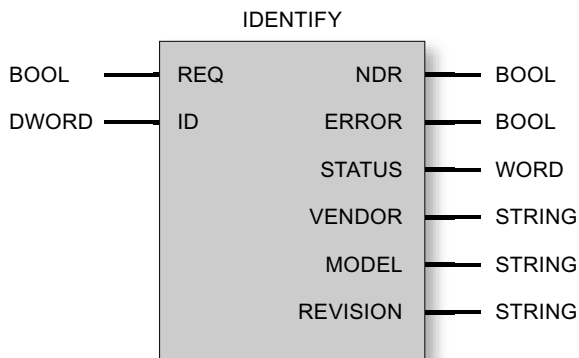 IDENTIFY
BOOL REQ NDR BOOL
DWORD ID ERROR BOOL
STATUS WORD
VENDOR STRING
MODEL STRING
REVISION STRING